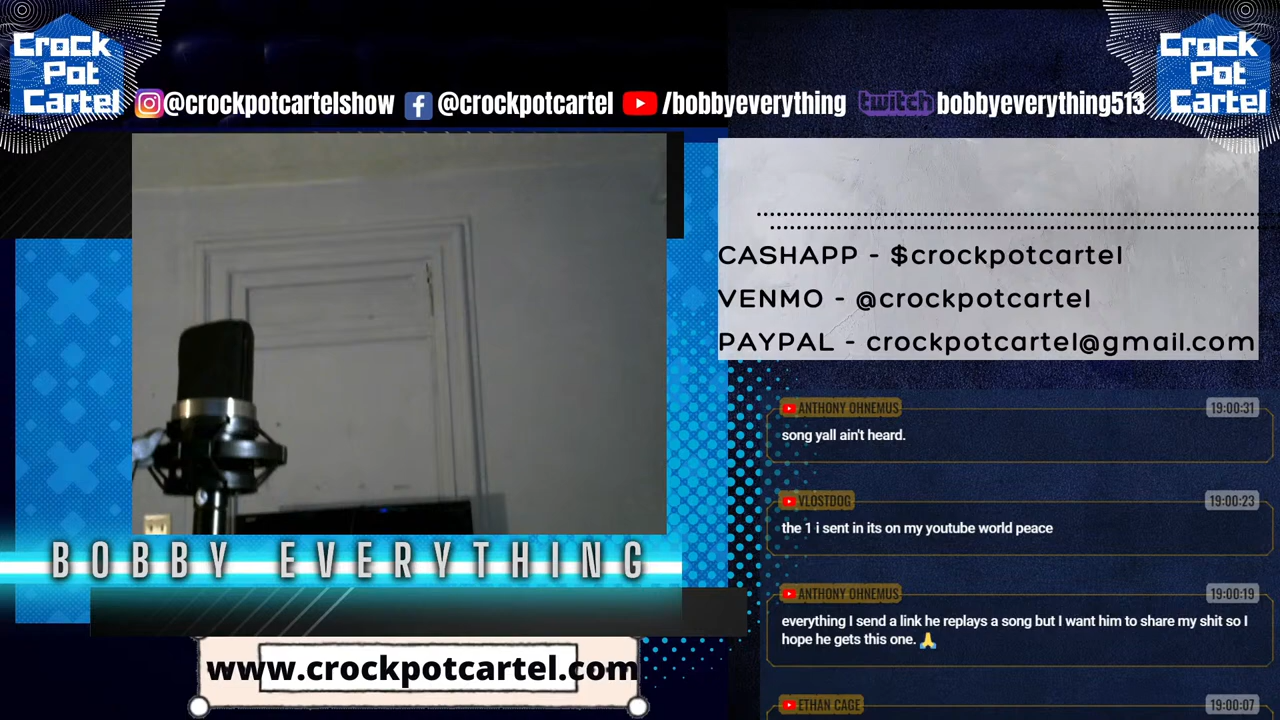 Crock
Pot
Cartel
@crockpotcartelshow @crockpotcartel /bobbyeverything twitch bobbyeverything513
Crock
Pot
Cartel
CASHAPP - $crockpotcartel
VENMO - @crockpotcartel
PAYPAL - crockpotcartel@gmail.com
ANTHONY OHNEMUS 19:00:31
song yall ain't heard.
VLOSTDOG 19:00:23
the 1 i sent in its on my youtube world peace
ANTHONY OHNEMUS 19:00:19
everything I send a link he replays a song but I want him to share my shit so I
hope he gets this one. 🙏
ETHAN CAGE 19:00:07
BOBBY EVERYTHING
www.crockpotcartel.com